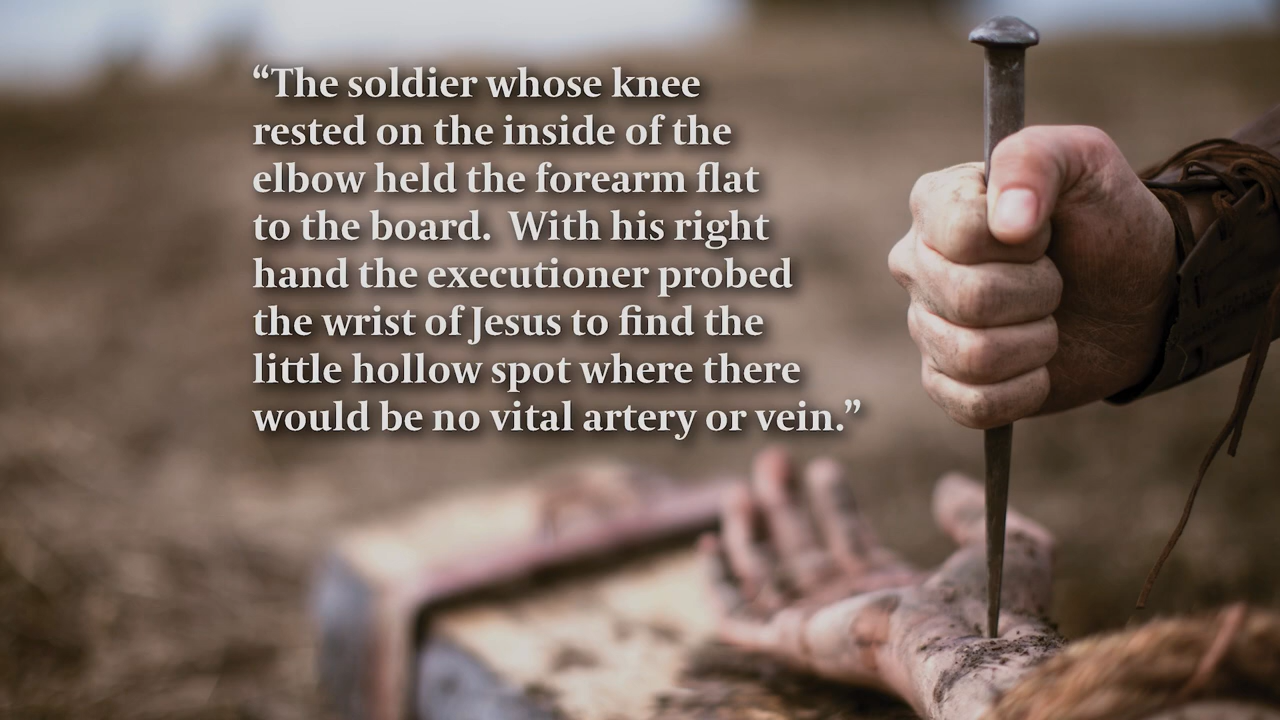 “The soldier whose knee
rested on the inside of the
elbow held the forearm flat
to the board.  With his right
hand the executioner probed
the wrist of Jesus to find the
little hollow spot where there
would be no vital artery or vein.”